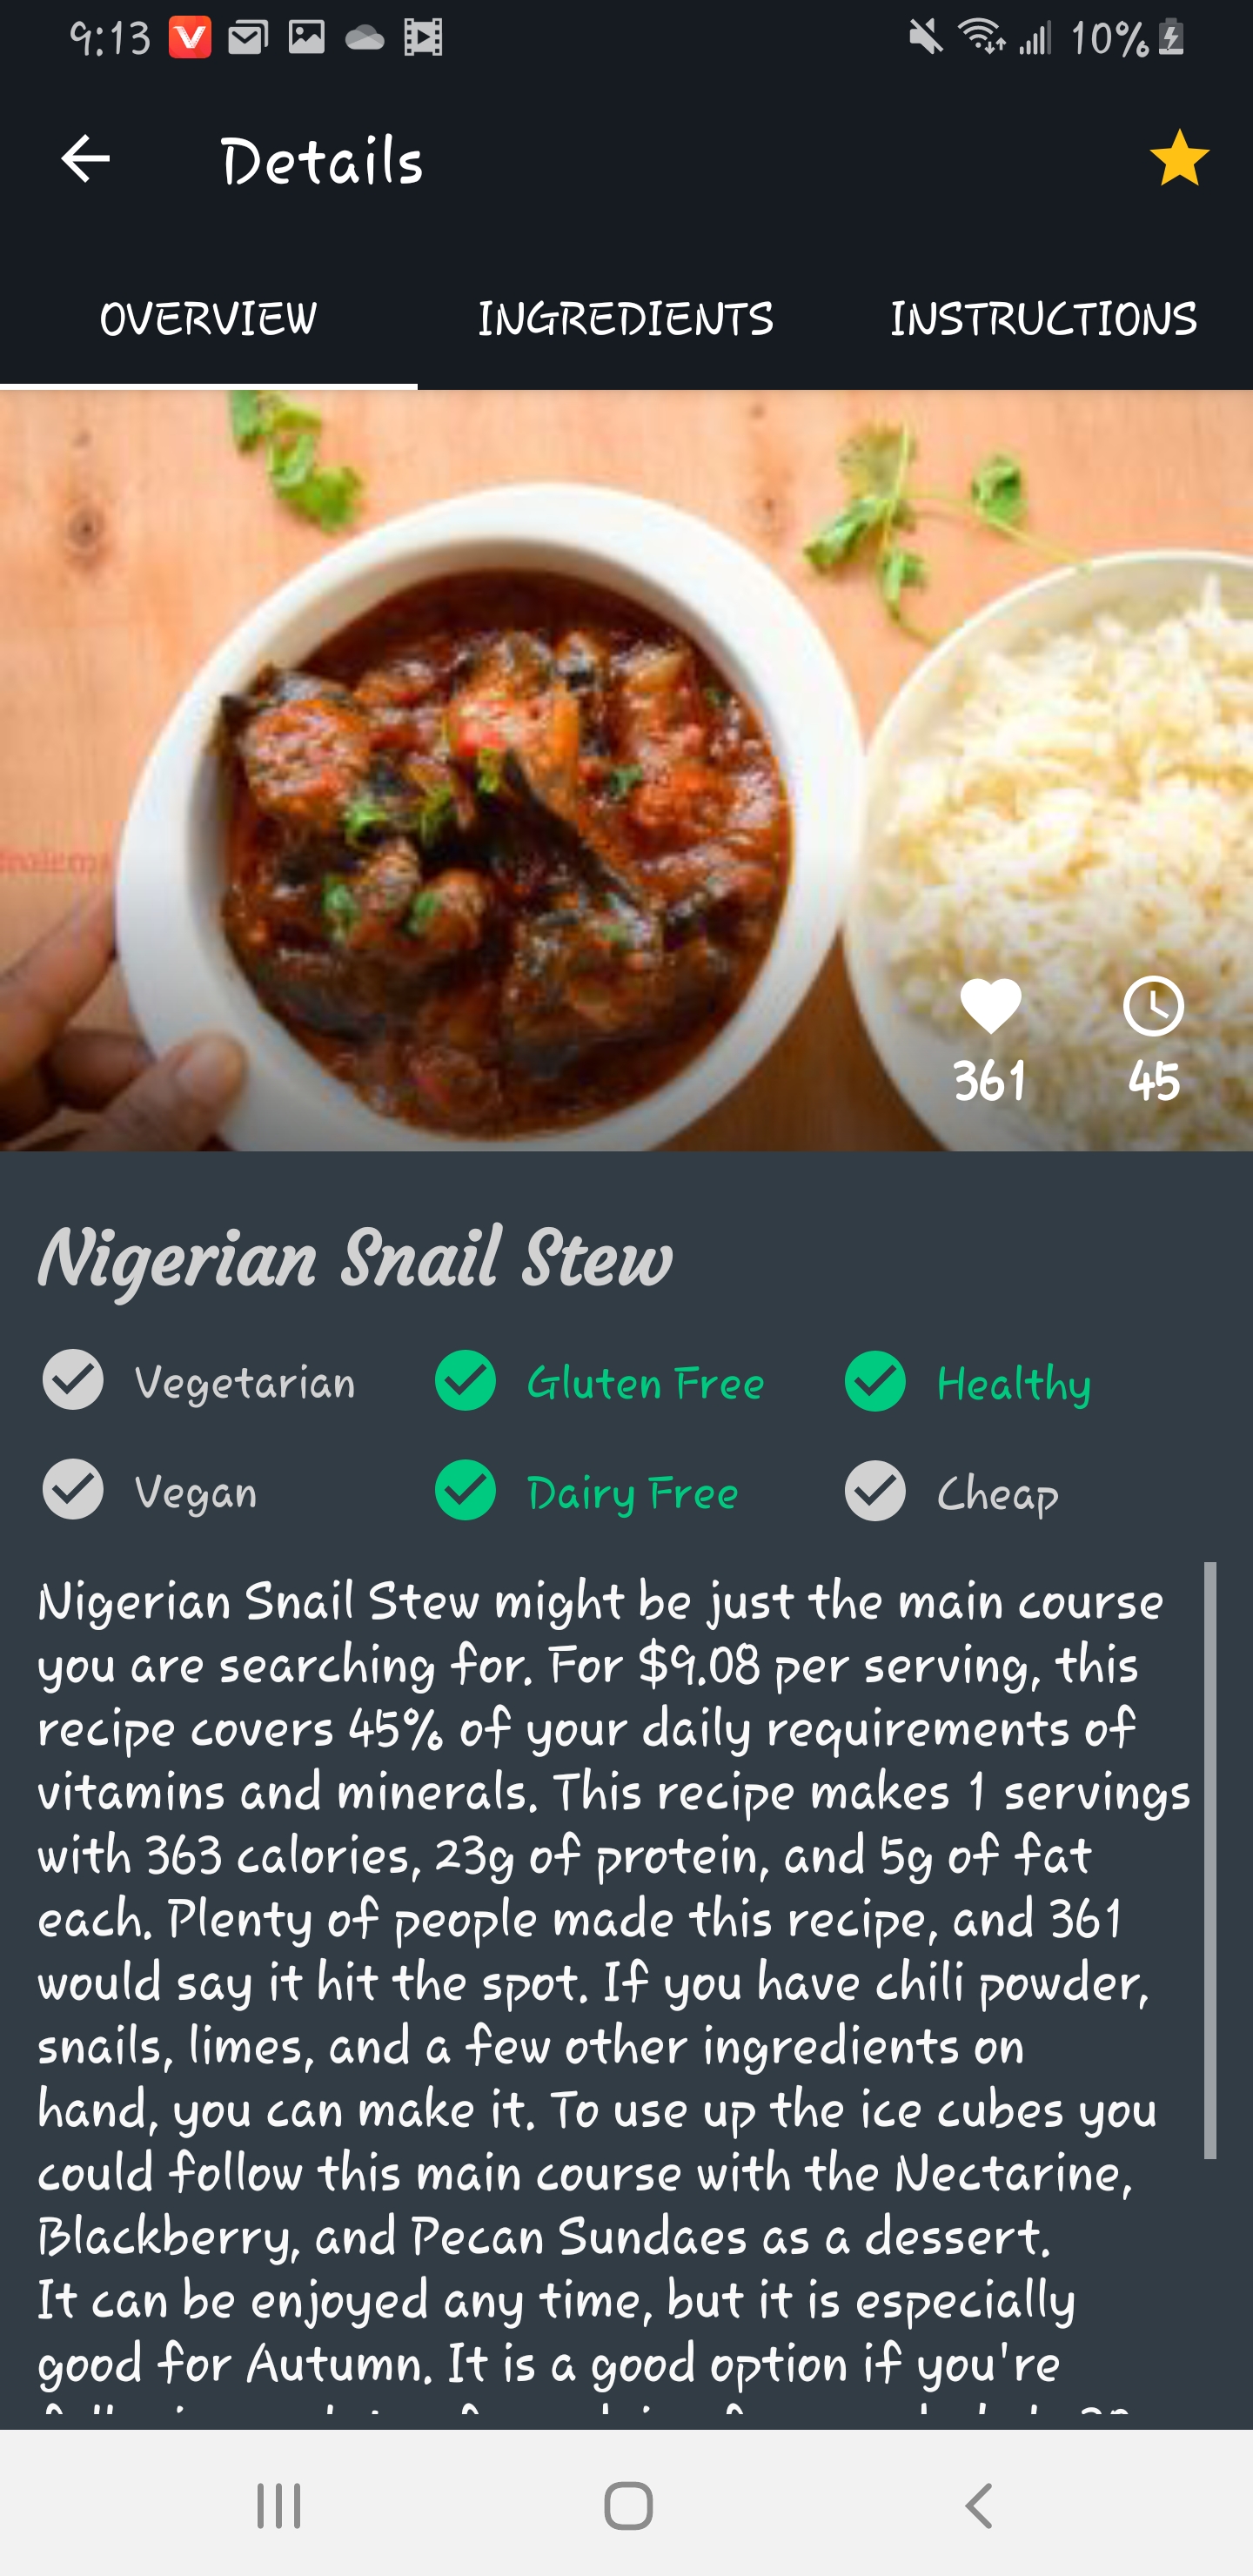 9:13
10%
Details
OVERVIEW INGREDIENTS INSTRUCTIONS
361 45
Nigerian Snail Stew
Vegetarian Gluten Free Healthy
Vegan Dairy Free Cheap
Nigerian Snail Stew might be just the main course
you are searching for. For $9.08 per serving, this
recipe covers 45% of your daily requirements of
vitamins and minerals. This recipe makes 1 servings
with 363 calories, 23g of protein, and 5g of fat
each. Plenty of people made this recipe, and 361
would say it hit the spot. If you have chili powder,
snails, limes, and a few other ingredients on
hand, you can make it. To use up the ice cubes you
could follow this main course with the Nectarine,
Blackberry, and Pecan Sundaes as a dessert.
It can be enjoyed any time, but it is especially
good for Autumn. It is a good option if you're